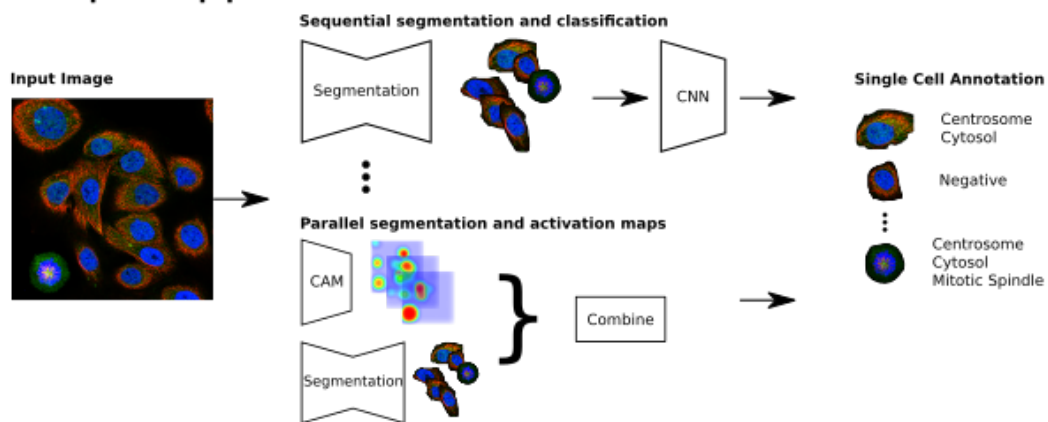 Sequential segmentation and classification
Input Image
Segmentation
CNN
Single Cell Annotation
Centrosome
Cytosol
Negative
Parallel segmentation and activation maps
CAM
Segmentation
Combine
Centrosome
Cytosol
Mitotic Spindle